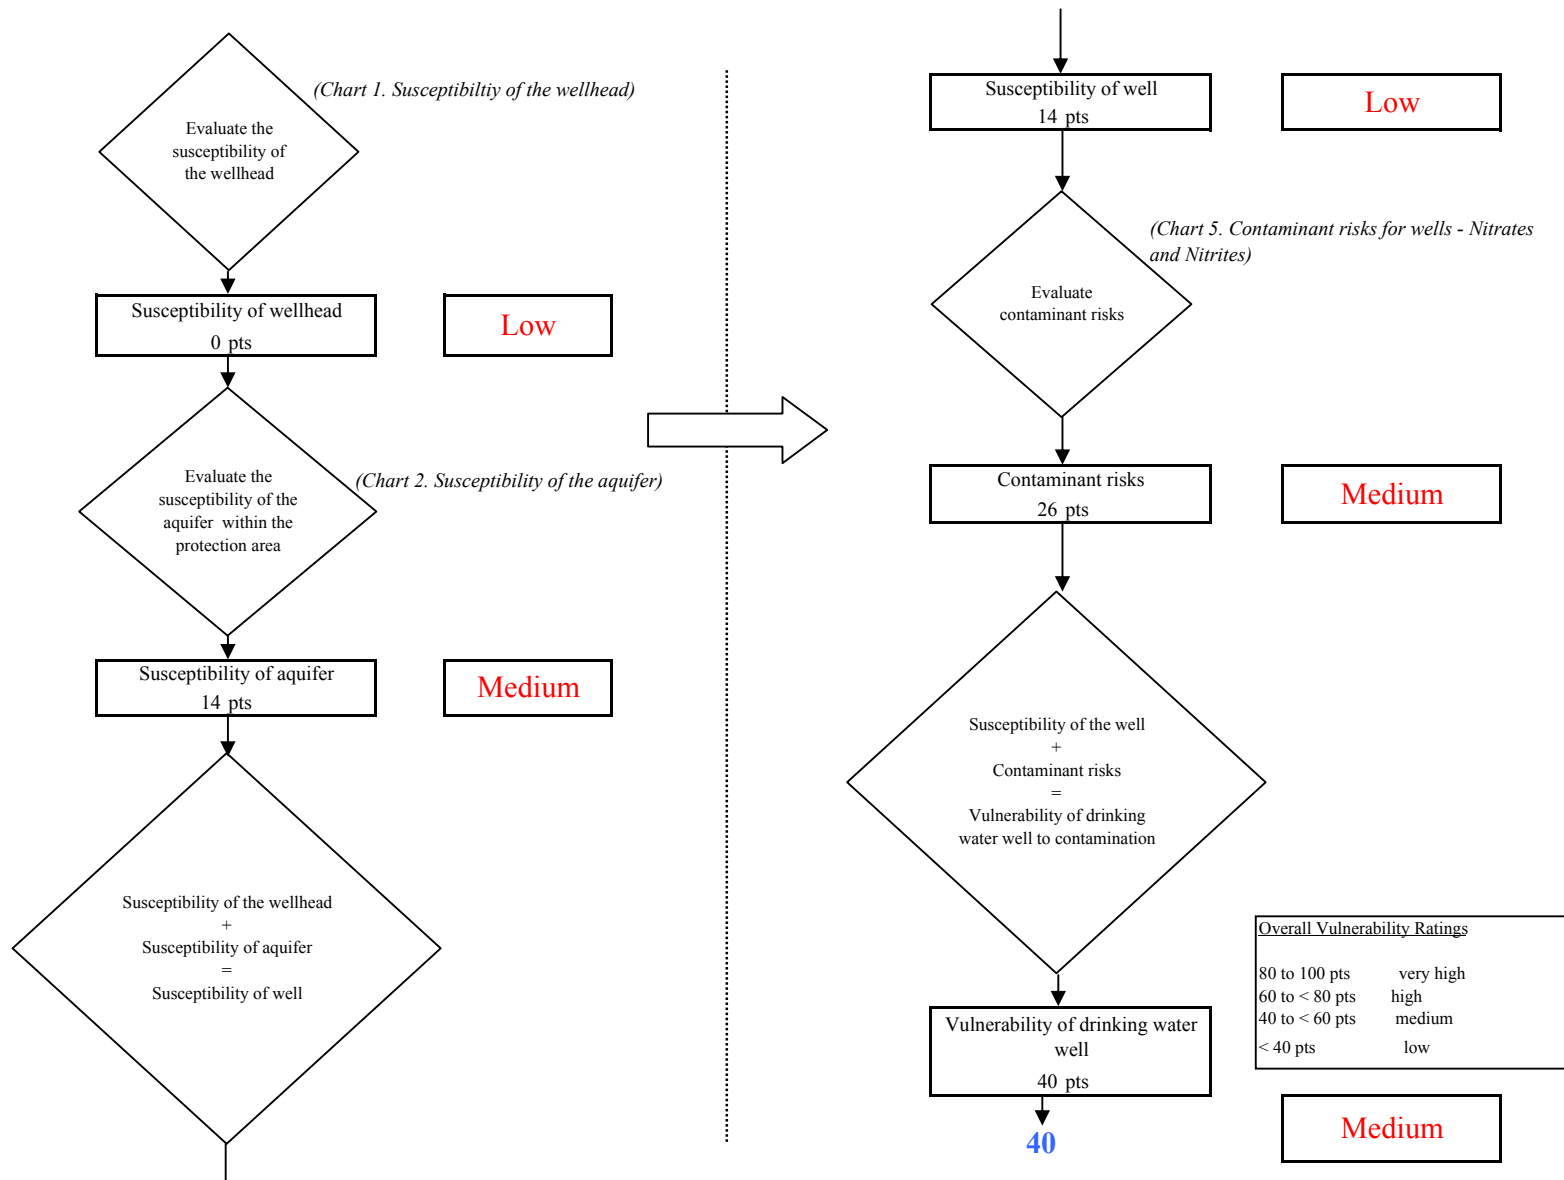 (Chart 1. Susceptibiltiy of the wellhead)
Evaluate the
susceptibility of
the wellhead
Susceptibility of wellhead
0 pts
Low
(Chart 2. Susceptibility of the aquifer)
Evaluate the
susceptibility of the
aquifer within the
protection area
Susceptibility of aquifer
14 pts
Medium
Susceptibility of the wellhead
+
Susceptibility of aquifer
=
Susceptibility of well
Susceptibility of well
14 pts
Low
(Chart 5. Contaminant risks for wells - Nitrates
and Nitrites)
Evaluate
contaminant risks
Contaminant risks
26 pts
Medium
Susceptibility of the well
+
Contaminant risks
=
Vulnerability of drinking
water well to contamination
Overall Vulnerability Ratings
80 to 100 pts very high
60 to < 80 pts high
40 to < 60 pts medium
< 40 pts low
Vulnerability of drinking water
well
40 pts
40
Medium